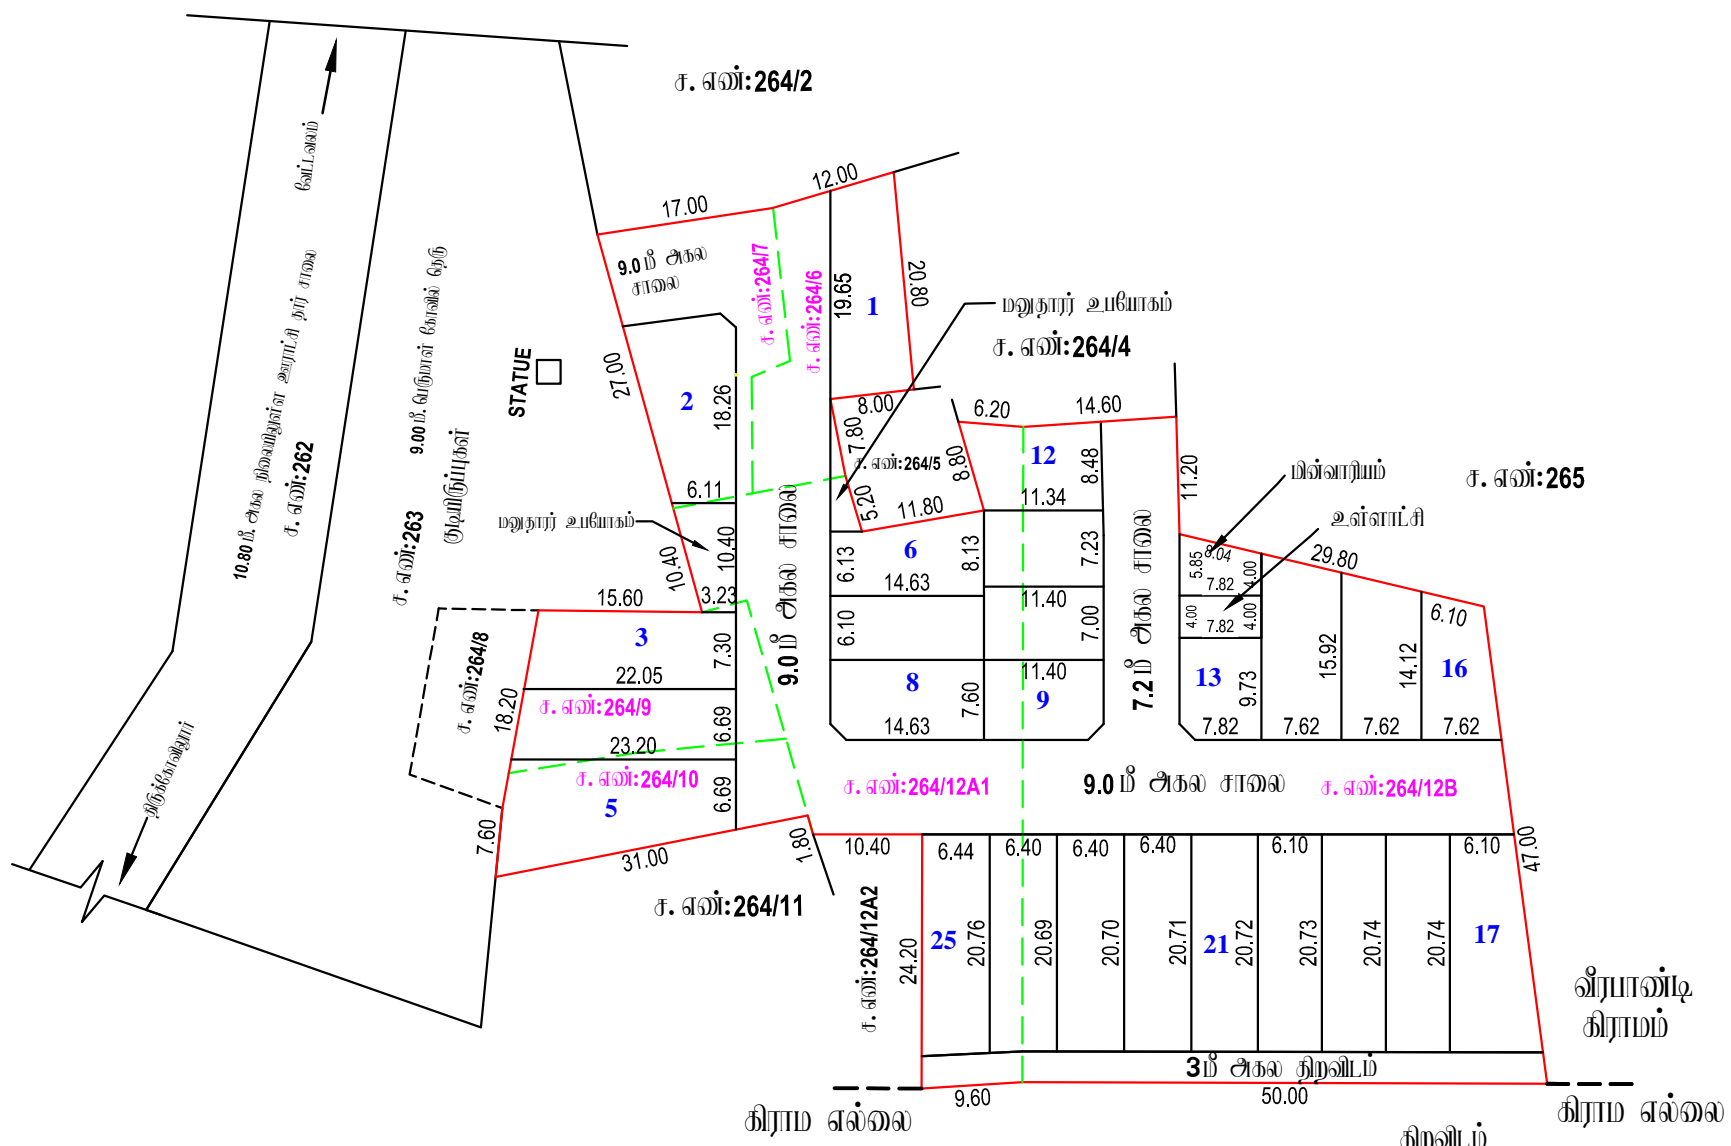 ச. எண்:264/2
வேட்டவலம்
12.00
17.00
9.0 மீ அகல
சாலை
ச. எண்:264/7
ச. எண்:264/6
19.65
1
20.80
மனுதாரர் உபயோகம்
ச. எண்:264/4
10.80 மீ. அகல நிலையிலுள்ள ஊராட்சி தார் சாலை
ச. எண்:262
9.00 மீ. பெருமாள் கோவில் தெரு
குடியிருப்புகள்
ச. எண்:263
STATUE
27.00
2
18.26
8.00
7.80
ச. எண்:264/5
8.80
5.20
11.80
6.20
14.60
12
8.48
11.34
11.20
மின்வாரியம்
ச. எண்:265
உள்ளாட்சி
6.11
மனுதாரர் உபயோகம்
10.40
10.40
3.23
9.0 மீ அகல சாலை
6.13
6
8.13
14.63
7.23
11.40
7.2 மீ அகல சாலை
5.85
8.04
7.82
4.00
29.80
4.00
7.82
4.00
6.10
15.60
3
7.30
22.05
6.10
7.00
11.40
15.92
14.12
16
ச. எண்:264/8
18.20
ச. எண்:264/9
6.69
8
7.60
14.63
9
13
9.73
7.82
7.62
7.62
7.62
23.20
ச. எண்:264/10
5
6.69
ச. எண்:264/12A1
9.0 மீ அகல சாலை
ச. எண்:264/12B
திருக்கோவிலூர்
7.60
31.00
1.80
10.40
6.44
6.40
6.40
6.40
6.10
6.10
47.00
ச. எண்:264/11
ச. எண்:264/12A2
24.20
25
20.76
20.69
20.70
20.71
21
20.72
20.73
20.74
20.74
17
வீரபாண்டி
கிராமம்
3 மீ அகல திறவிடம்
9.60
50.00
கிராம எல்லை
கிராம எல்லை
திறவிடம்